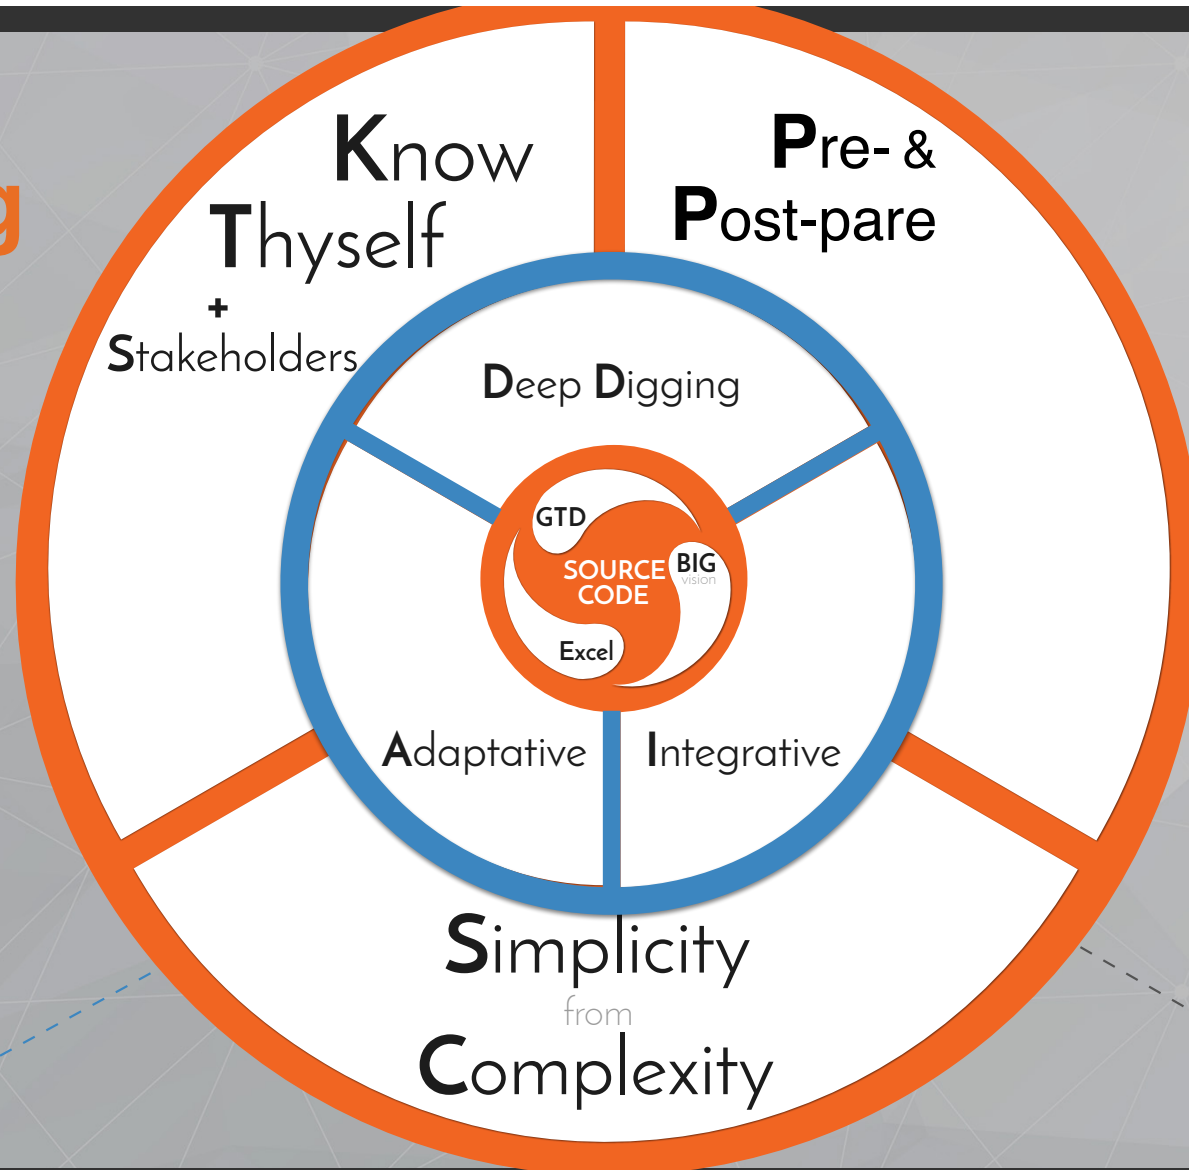 g
Know
Thyself
+
Stakeholders
Pre- &
Post-pare
Deep Digging
GTD
SOURCE
CODE
BIG
vision
Excel
Adaptative
Integrative
Simplicity
from
Complexity